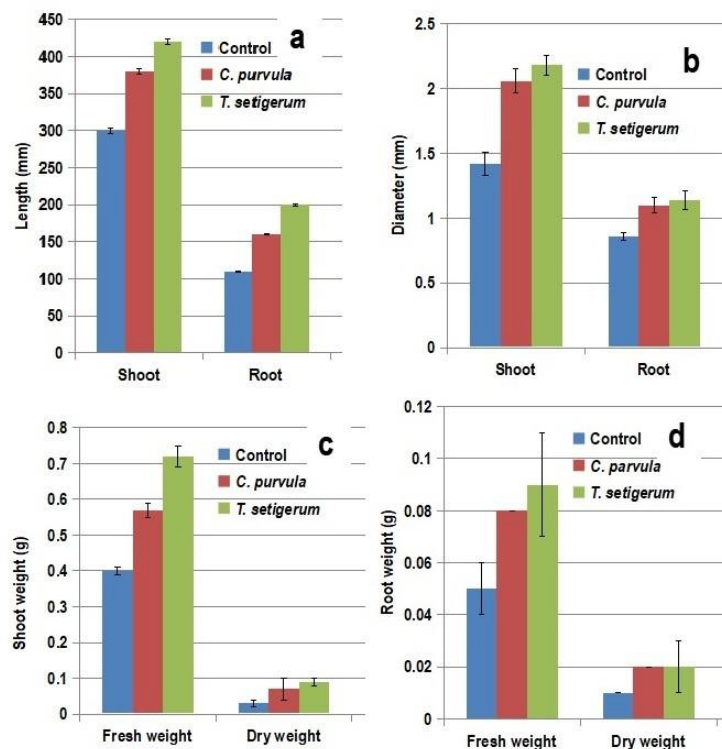 a
450
400
350
300
250
200
150
100
50
0
Length (mm)
Control
C. purvula
T. setigerum
Shoot Root
b
2.5
2
1.5
1
0.5
0
Diameter (mm)
Control
C. purvula
T. setigerum
Shoot Root
c
0.8
0.7
0.6
0.5
0.4
0.3
0.2
0.1
0
Shoot weight (g)
Control
C. purvula
T. setigerum
Fresh weight Dry weight
d
0.12
0.1
0.08
0.06
0.04
0.02
0
Root weight (g)
Control
C. parvula
T. setigerum
Fresh weight Dry weight